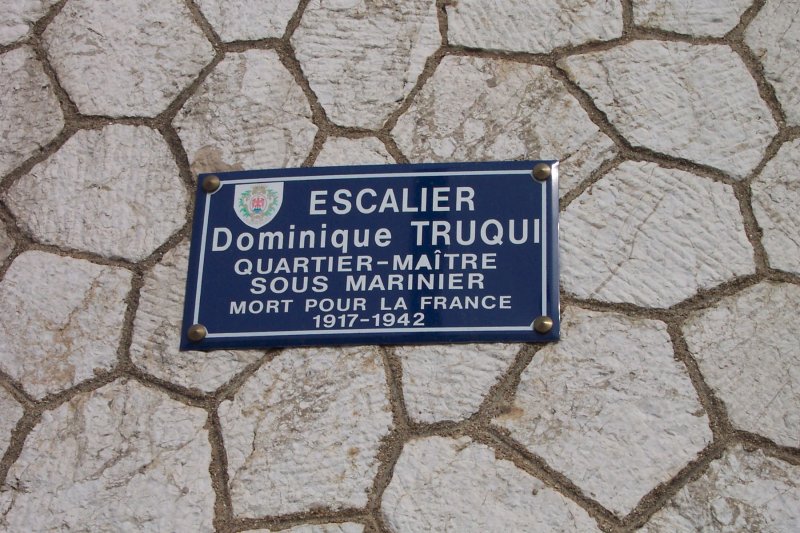 ESCALIER
Dominique TRUQUI
QUARTIER-MAÎTRE
SOUS MARINIER
MORT POUR LA FRANCE
1917-1942